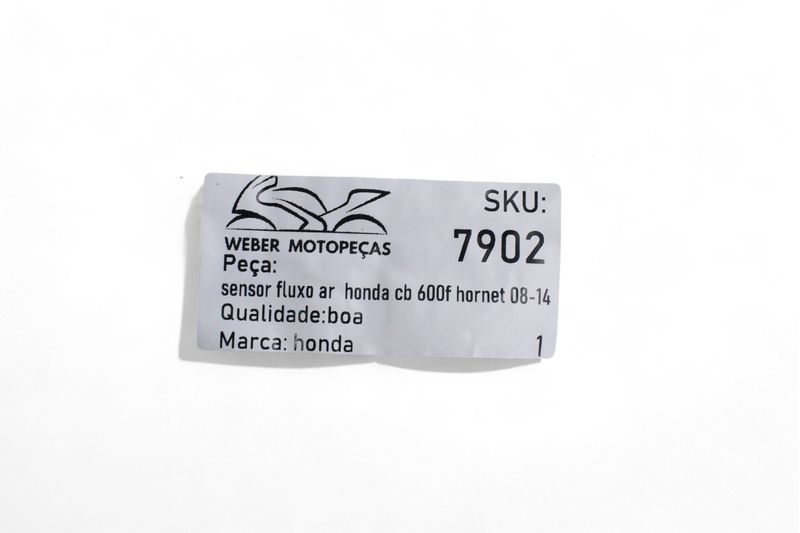 WEBER MOTOPEÇAS
SKU:
7902
Peça:
sensor fluxo ar honda cb 600f hornet 08-14
Qualidade:boa
Marca: honda
1